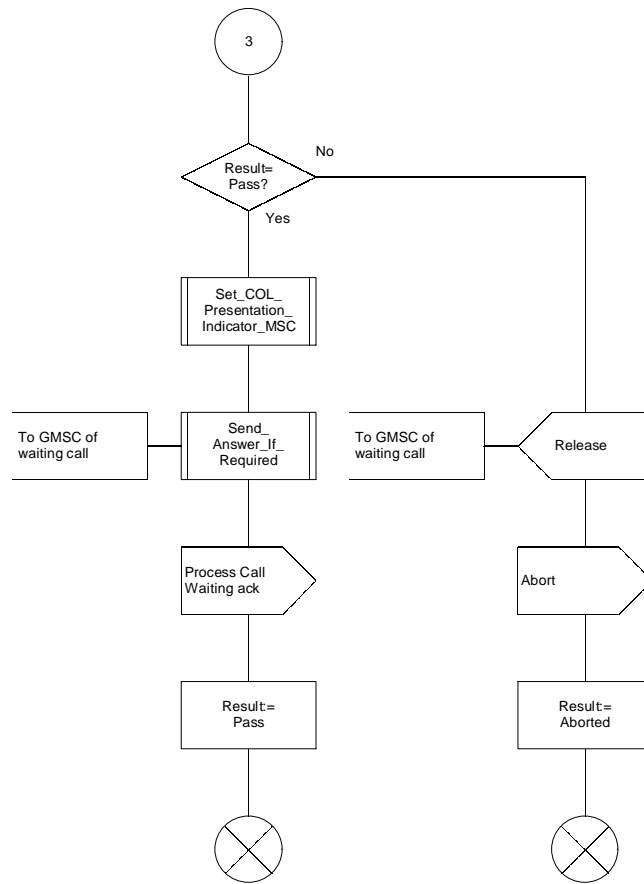 3
No
Result=
Pass?
Yes
Set_COL_
Presentation_
Indicator_MSC
To GMSC of
waiting call
Send_
Answer_If_
Required
To GMSC of
waiting call
Release
Process Call
Waiting ack
Abort
Result:=
Pass
Result:=
Aborted